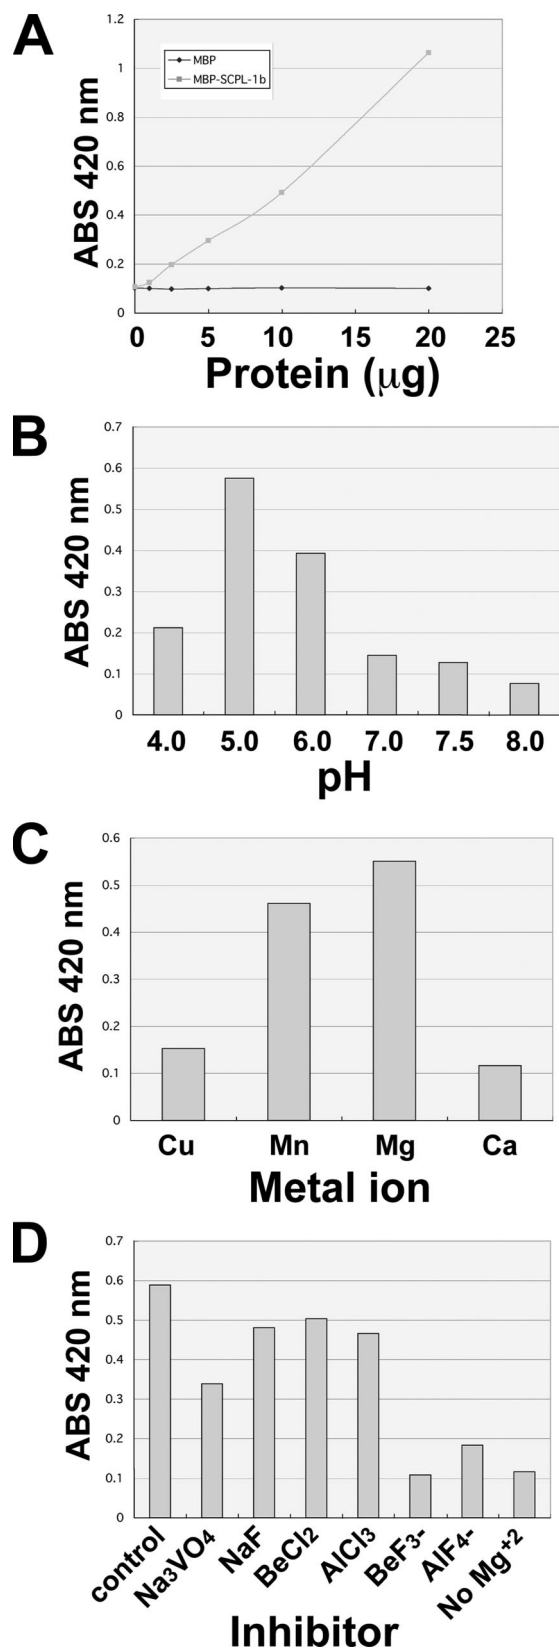 A
ABS 420 nm
1.2
1
0.8
0.6
0.4
0.2
0
MBP
MBP-SCPL-1b
0 5 10 15 20 25
Protein (μg)
B
ABS 420 nm
0.7
0.6
0.5
0.4
0.3
0.2
0.1
0
4.0 5.0 6.0 7.0 7.5 8.0
pH
C
ABS 420 nm
0.6
0.5
0.4
0.3
0.2
0.1
0
Cu Mn Mg Ca
Metal ion
D
ABS 420 nm
0.7
0.6
0.5
0.4
0.3
0.2
0.1
0
control Na3VO4 NaF BeCl2 AlCl3 BeF3- AlF4- No Mg+2
Inhibitor